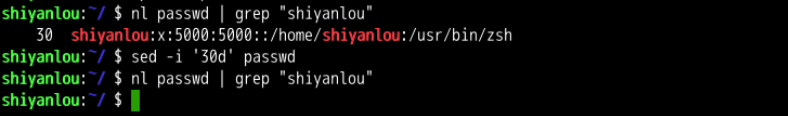 shiyanlou:~/ $ nl passwd | grep "shiyanlou"
30 shiyanlou:x:5000:5000::/home/shiyanlou:/usr/bin/zsh
shiyanlou:~/ $ sed -i '30d' passwd
shiyanlou:~/ $ nl passwd | grep "shiyanlou"
shiyanlou:~/ $